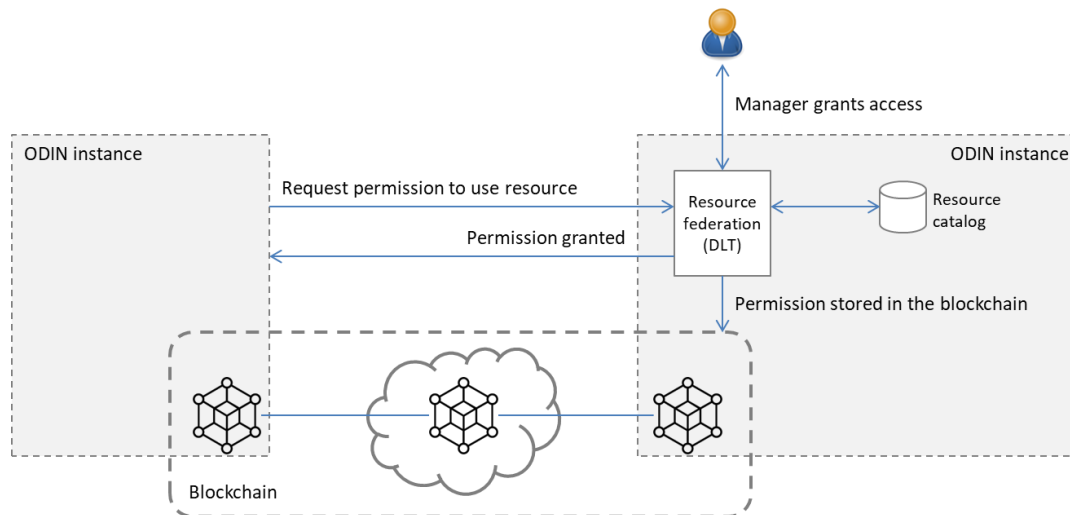 Manager grants access
ODIN instance
ODIN instance
Request permission to use resource
Resource
federation
(DLT)
Resource
catalog
Permission granted
Permission stored in the blockchain
Blockchain